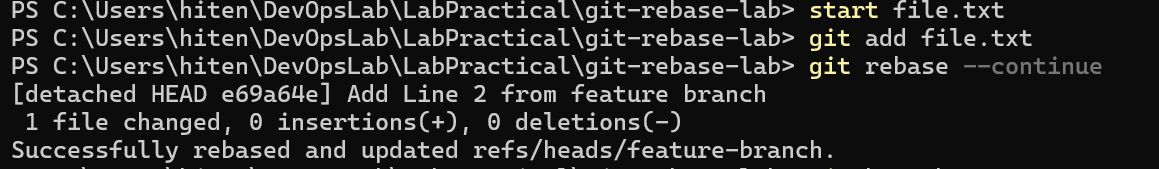 PS C:\Users\hiten\DevOpsLab\LabPractical\git-rebase-lab> start file.txt
PS C:\Users\hiten\DevOpsLab\LabPractical\git-rebase-lab> git add file.txt
PS C:\Users\hiten\DevOpsLab\LabPractical\git-rebase-lab> git rebase --continue
[detached HEAD e69a64e] Add Line 2 from feature branch
 1 file changed, 0 insertions(+), 0 deletions(-)
Successfully rebased and updated refs/heads/feature-branch.